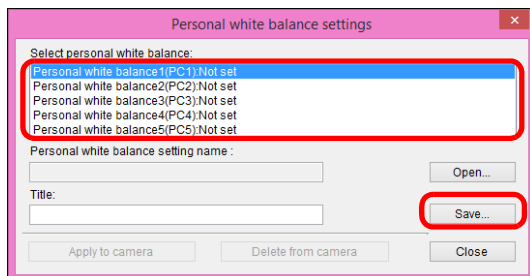 Personal white balance settings
Select personal white balance:
Personal white balance1(PC1):Not set
Personal white balance2(PC2):Not set
Personal white balance3(PC3):Not set
Personal white balance4(PC4):Not set
Personal white balance5(PC5):Not set
Personal white balance setting name :
Open...
Title:
Save...
Apply to camera Delete from camera Close